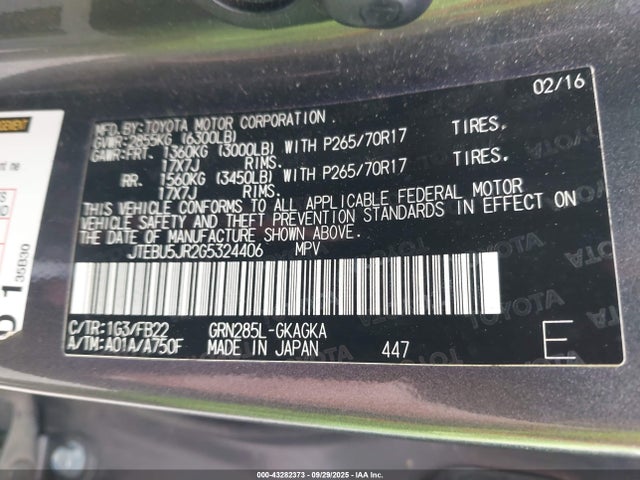 02/16
MFD.BY:TOYOTA MOTOR CORPORATION
GVWR:2855KG (6300LB)
GAWR:FRT. 1360KG (3000LB) WITH P265/70R17 TIRES.
17X7J RIMS.
RR. 1560KG (3450LB) WITH P265/70R17 TIRES.
17X7J RIMS.
THIS VEHICLE CONFORMS TO ALL APPLICABLE FEDERAL MOTOR
VEHICLE SAFETY AND THEFT PREVENTION STANDARDS IN EFFECT ON
THE DATE OF MANUFACTURE SHOWN ABOVE.
JTEBU5JR2G5324406 MPV
C/TR:1G3/FB22 GRN285L-GKAGKA
A/TM:A01A/A750F MADE IN JAPAN 447 E
35B30
000-43282373 - 09/29/2025 - IAAI.CA